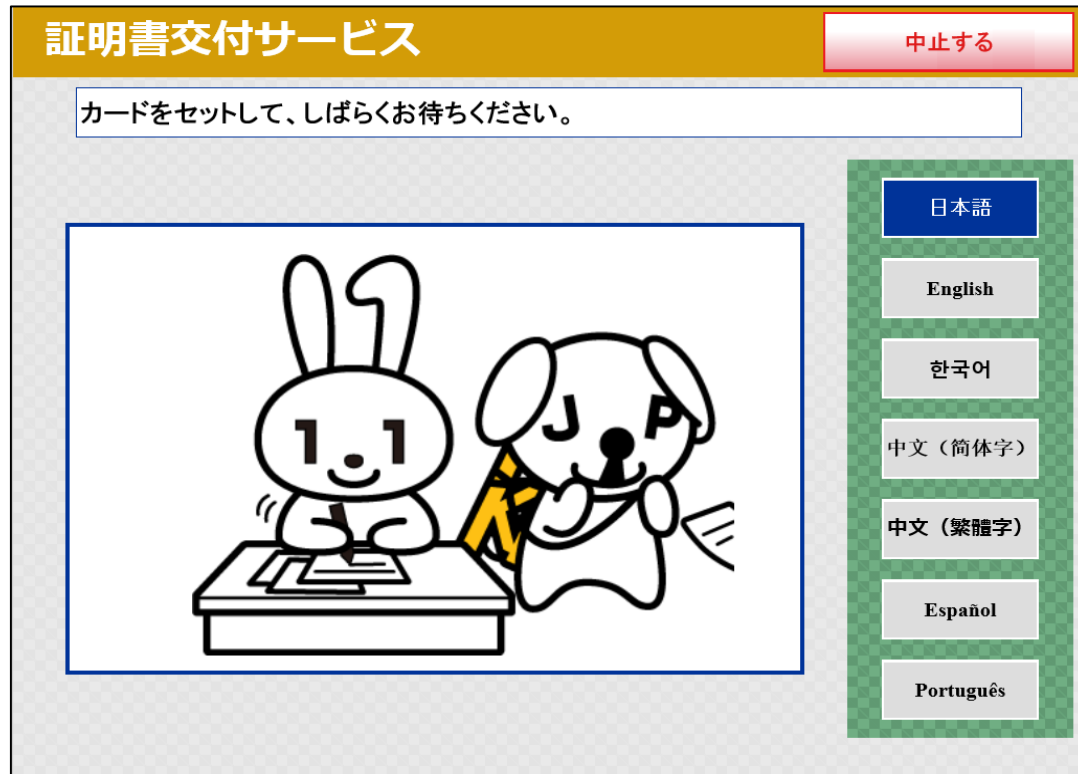 証明書交付サービス
中止する
カードをセットして、しばらくお待ちください。
日本語
English
한국어
中文（简体字）
中文（繁體字）
Español
Português
1 1
J P